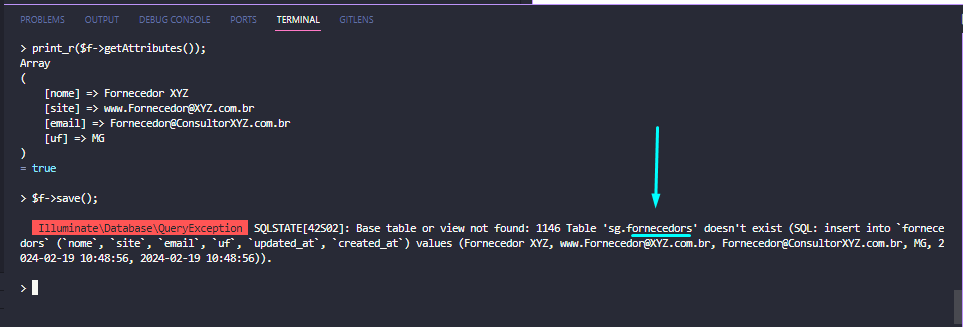 PROBLEMS OUTPUT DEBUG CONSOLE PORTS TERMINAL GITLENS
> print_r($f->getAttributes());
Array
(
    [nome] => Fornecedor XYZ
    [site] => www.Fornecedor@XYZ.com.br
    [email] => Fornecedor@ConsultorXYZ.com.br
    [uf] => MG
)
= true
> $f->save();
Illuminate\Database\QueryException SQLSTATE[42S02]: Base table or view not found: 1146 Table 'sg.fornecedors' doesn't exist (SQL: insert into `fornece
dors` (`nome`, `site`, `email`, `uf`, `updated_at`, `created_at`) values (Fornecedor XYZ, www.Fornecedor@XYZ.com.br, Fornecedor@ConsultorXYZ.com.br, MG, 2
024-02-19 10:48:56, 2024-02-19 10:48:56)).
>